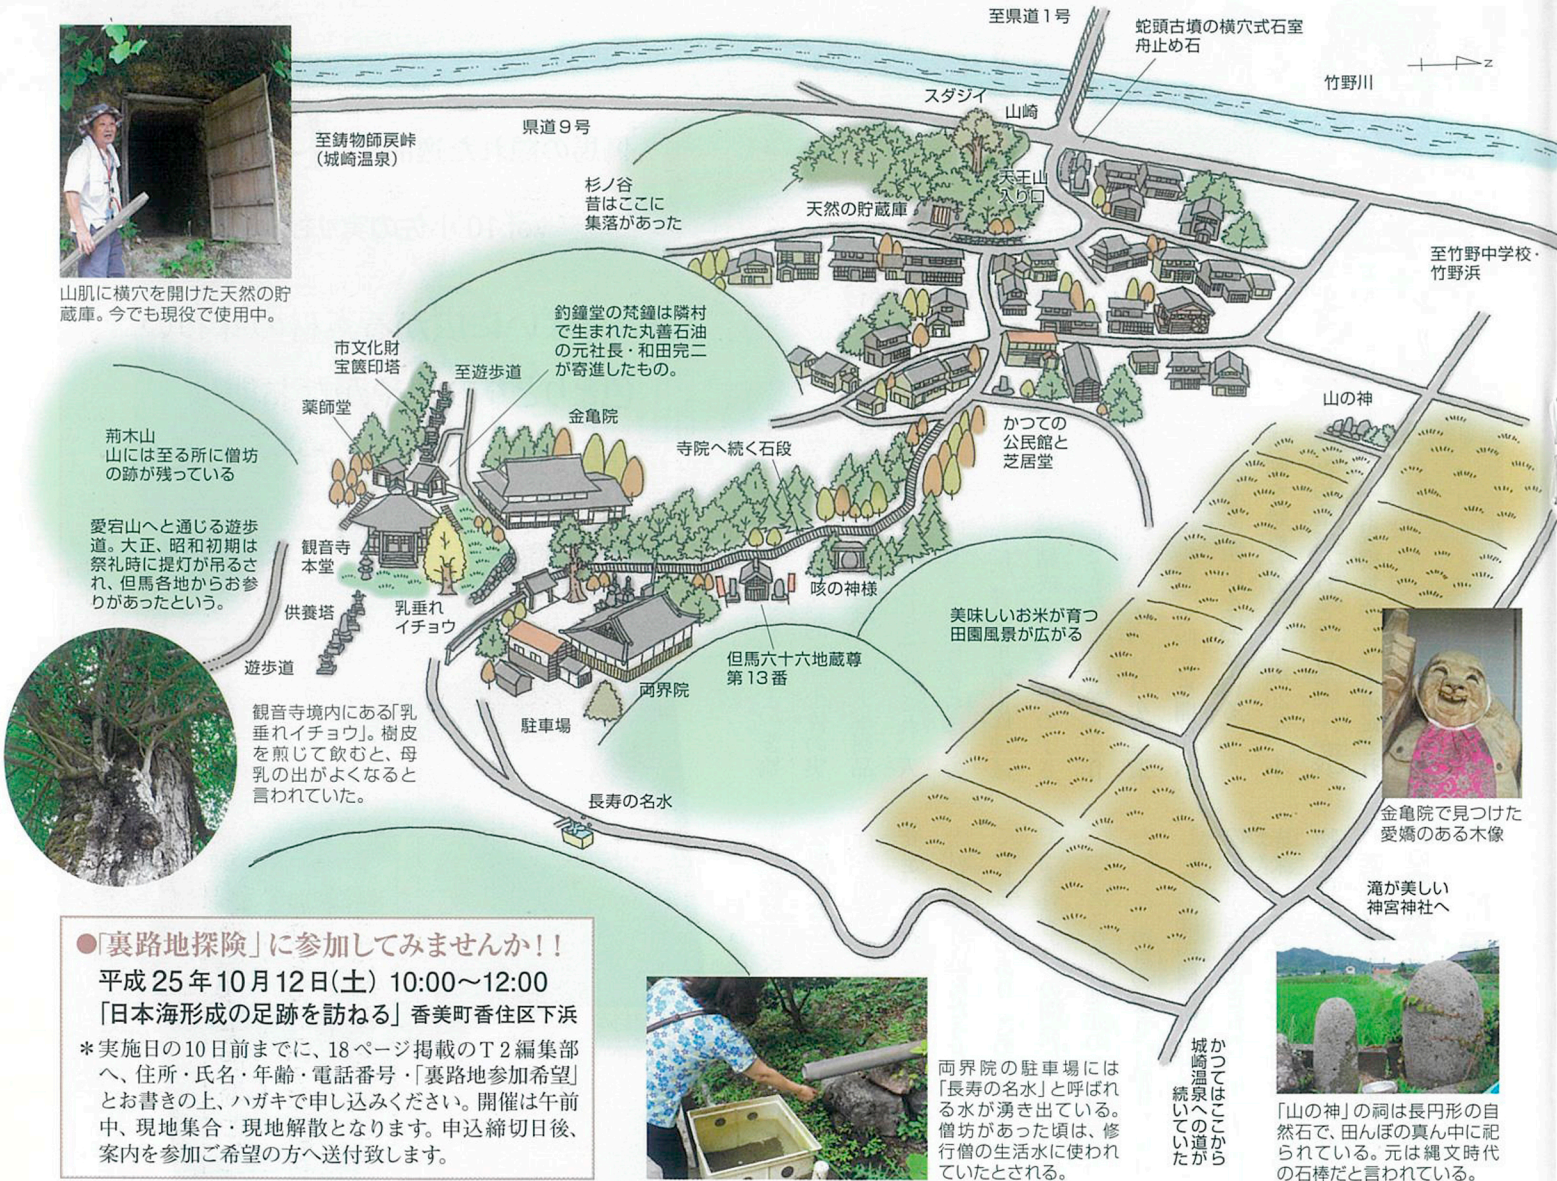 至県道1号
蛇頭古墳の横穴式石室
舟止め石
N
竹野川
スダジイ
山崎
県道9号
至鋳物師戻峠
（城崎温泉）
杉ノ谷
昔はここに
集落があった
天然の貯蔵庫
天王山
入り口
至竹野中学校・
竹野浜
山肌に横穴を開けた天然の貯
蔵庫。今でも現役で使用中。
釣鐘堂の梵鐘は隣村
で生まれた丸善石油
の元社長・和田完二
が寄進したもの。
市文化財
宝篋印塔
至遊歩道
薬師堂
金亀院
山の神
かつての
公民館と
芝居堂
寺院へ続く石段
荊木山
山には至る所に僧坊
の跡が残っている
愛宕山へと通じる遊歩
道。大正、昭和初期は
祭礼時に提灯が吊るさ
れ、但馬各地からお参
りがあったという。
観音寺
本堂
供養塔
乳垂れ
イチョウ
咳の神様
美味しいお米が育つ
田園風景が広がる
但馬六十六地蔵尊
第13番
両界院
遊歩道
駐車場
観音寺境内にある「乳
垂れイチョウ」。樹皮
を煎じて飲むと、母
乳の出がよくなると
言われていた。
長寿の名水
金亀院で見つけた
愛嬌のある木像
滝が美しい
神宮神社へ
●「裏路地探険」に参加してみませんか！！
平成25年10月12日(土) 10:00〜12:00
「日本海形成の足跡を訪ねる」香美町香住区下浜
＊実施日の10日前までに、18ページ掲載のT2編集部
へ、住所・氏名・年齢・電話番号・「裏路地参加希望」
とお書きの上、ハガキで申し込みください。開催は午前
中、現地集合・現地解散となります。申込締切日後、
案内を参加ご希望の方へ送付致します。
両界院の駐車場には
「長寿の名水」と呼ばれ
る水が湧き出ている。
僧坊があった頃は、修
行僧の生活水に使われ
ていたとされる。
かつてはここから
城崎温泉への道が
続いていた
「山の神」の祠は長円形の自
然石で、田んぼの真ん中に祀
られている。元は縄文時代
の石棒だと言われている。